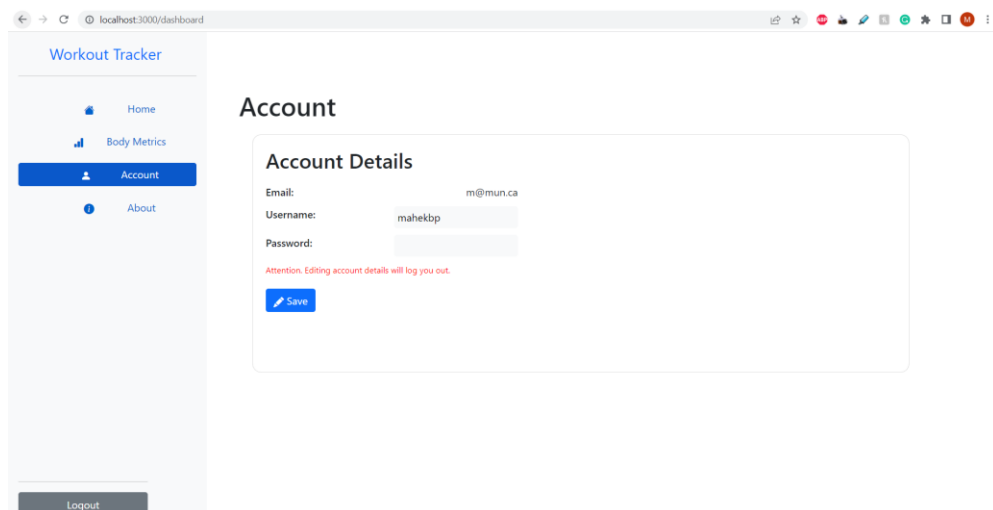 localhost:3000/dashboard
M
Workout Tracker
Home
Body Metrics
Account
About
Logout
Account
Account Details
Email: m@mun.ca
Username: mahekbp
Password:
Attention. Editing account details will log you out.
Save